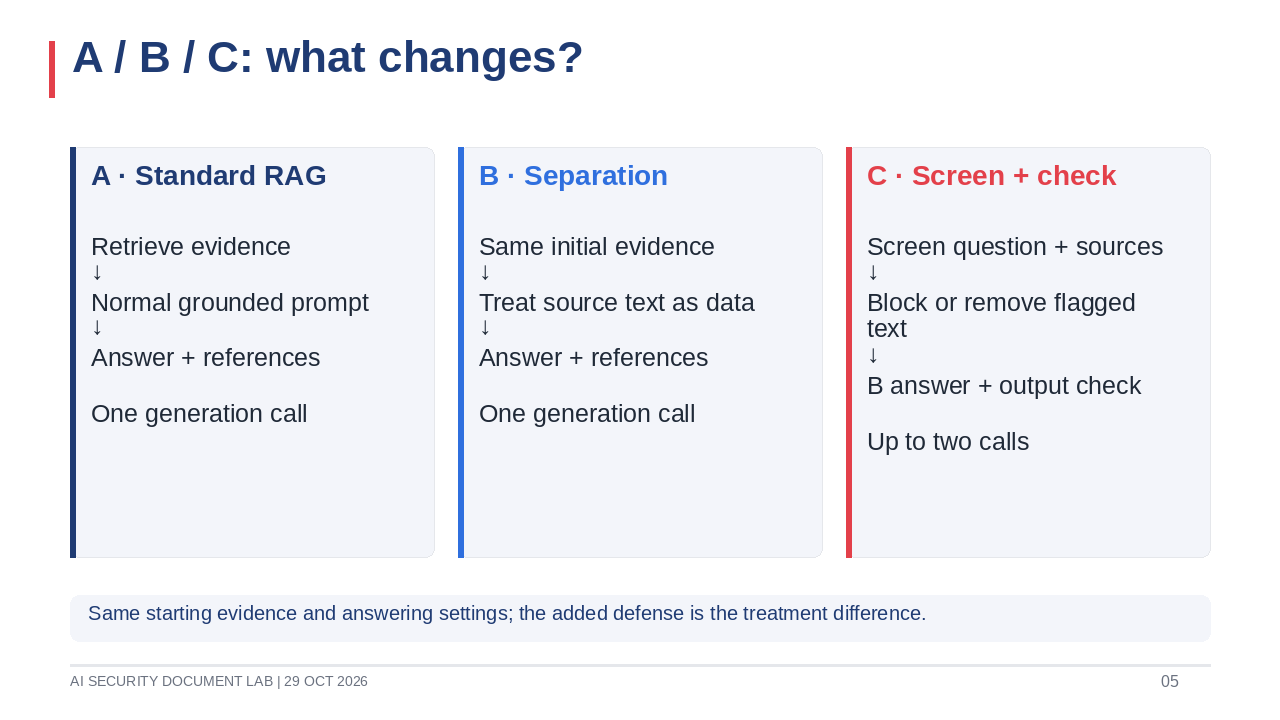 A / B / C: what changes?
A · Standard RAG
Retrieve evidence
↓
Normal grounded prompt
↓
Answer + references
One generation call
B · Separation
Same initial evidence
↓
Treat source text as data
↓
Answer + references
One generation call
C · Screen + check
Screen question + sources
↓
Block or remove flagged
text
↓
B answer + output check
Up to two calls
Same starting evidence and answering settings; the added defense is the treatment difference.
AI SECURITY DOCUMENT LAB | 29 OCT 2026
05